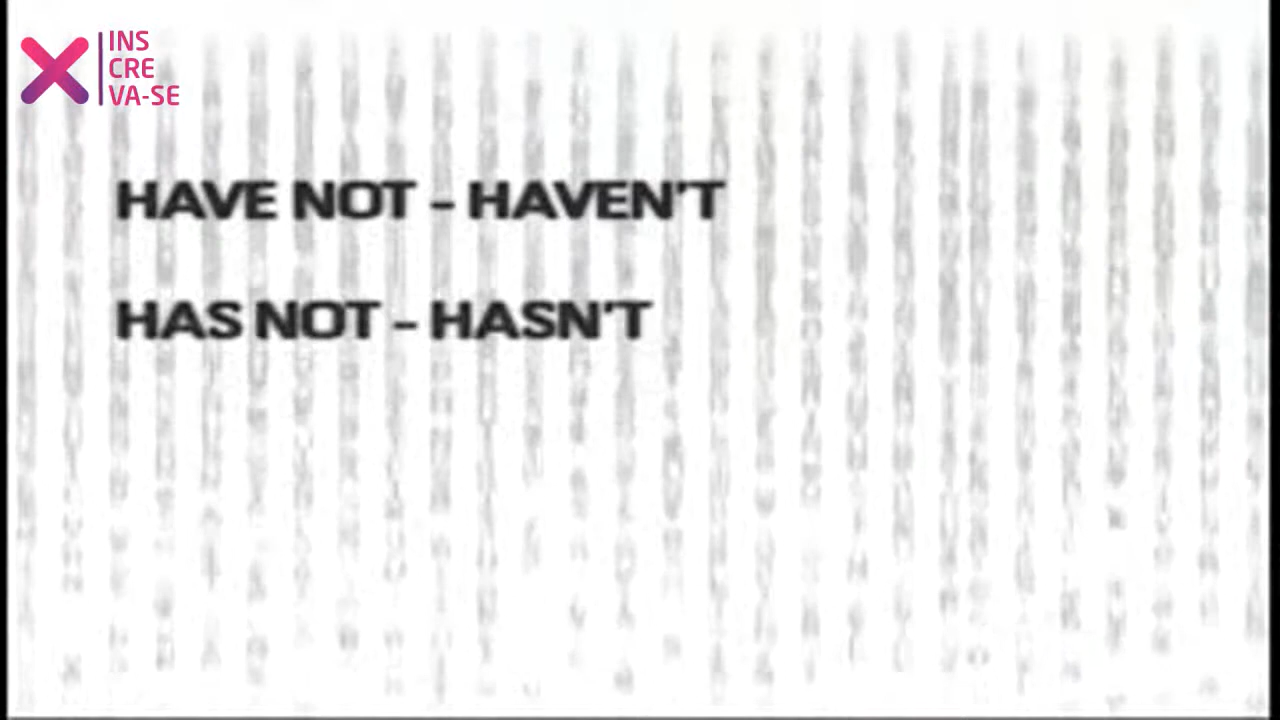 INS
CRE
VA-SE
HAVE NOT - HAVEN'T
HAS NOT - HASN'T